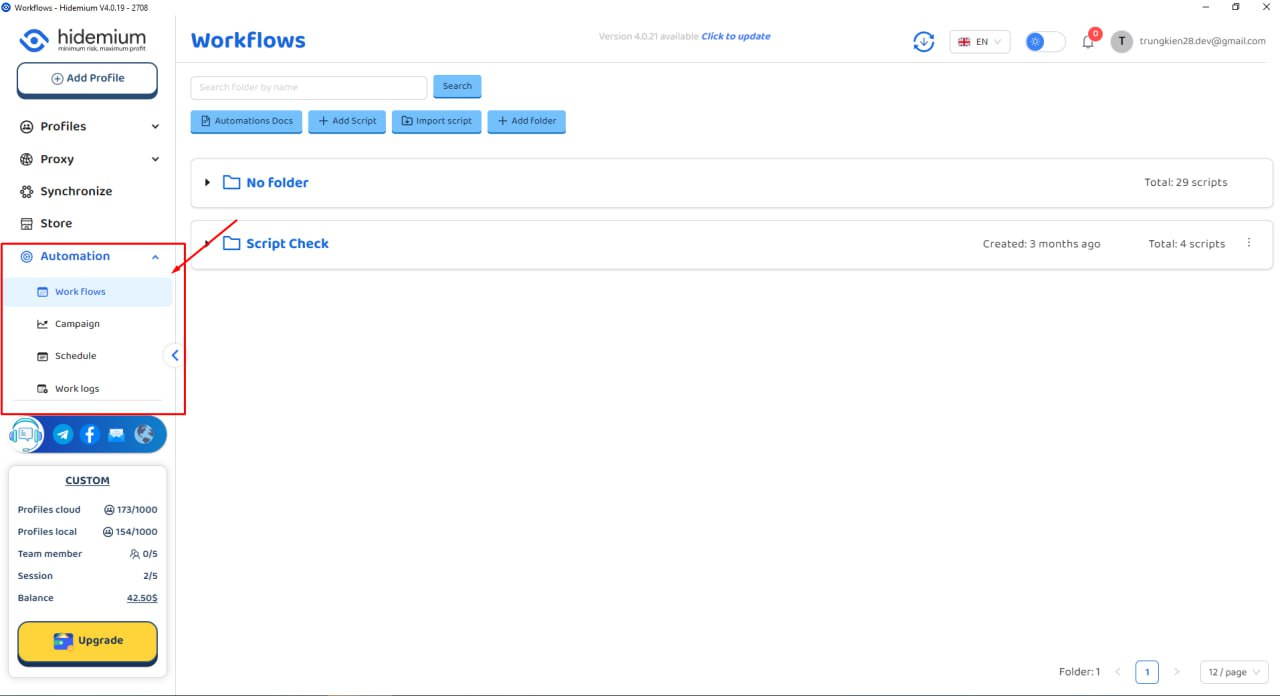 Workflows - Hidemium V4.0.19 - 2708
hidemium
minimum risk, maximum profit
Add Profile
Profiles
Proxy
Synchronize
Store
Automation
Work flows
Campaign
Schedule
Work logs
CUSTOM
Profiles cloud 173/1000
Profiles local 154/1000
Team member 0/5
Session 2/5
Balance 42.50$
Upgrade
Workflows
Version 4.0.21 available Click to update
EN
0
T
trungkien28.dev@gmail.com
Search folder by name
Search
Automations Docs
+ Add Script
Import script
+ Add folder
No folder
Total: 29 scripts
Script Check
Created: 3 months ago
Total: 4 scripts
Folder: 1 < 1 > 12 / page